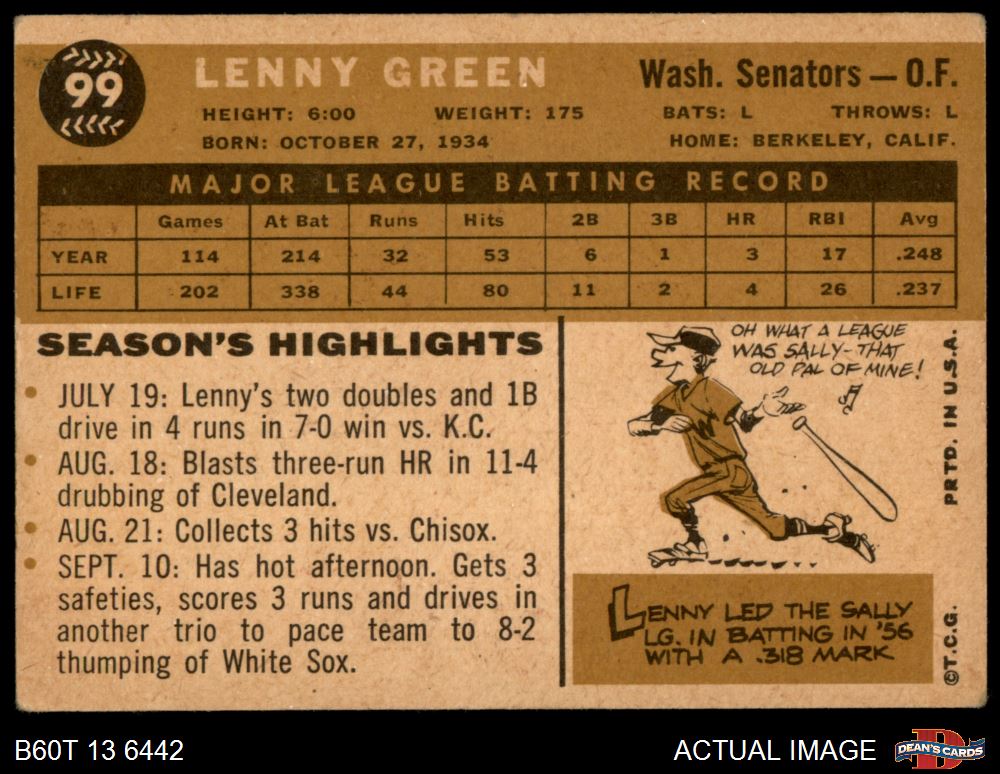 99
LENNY GREEN
Wash. Senators — O.F.
HEIGHT: 6:00 WEIGHT: 175 BATS: L THROWS: L
BORN: OCTOBER 27, 1934 HOME: BERKELEY, CALIF.
MAJOR LEAGUE BATTING RECORD
Games At Bat Runs Hits 2B 3B HR RBI Avg
YEAR 114 214 32 53 6 1 3 17 .248
LIFE 202 338 44 80 11 2 4 26 .237
SEASON'S HIGHLIGHTS
• JULY 19: Lenny's two doubles and 1B
drive in 4 runs in 7-0 win vs. K.C.
• AUG. 18: Blasts three-run HR in 11-4
drubbing of Cleveland.
• AUG. 21: Collects 3 hits vs. Chisox.
• SEPT. 10: Has hot afternoon. Gets 3
safeties, scores 3 runs and drives in
another trio to pace team to 8-2
thumping of White Sox.
OH WHAT A LEAGUE
WAS SALLY-THAT
OLD PAL OF MINE!
W
LENNY LED THE SALLY
LG. IN BATTING IN '56
WITH A .318 MARK
©T.C.G. PRTD. IN U.S.A.
B60T 13 6442
ACTUAL IMAGE
D
DEAN'S CARDS